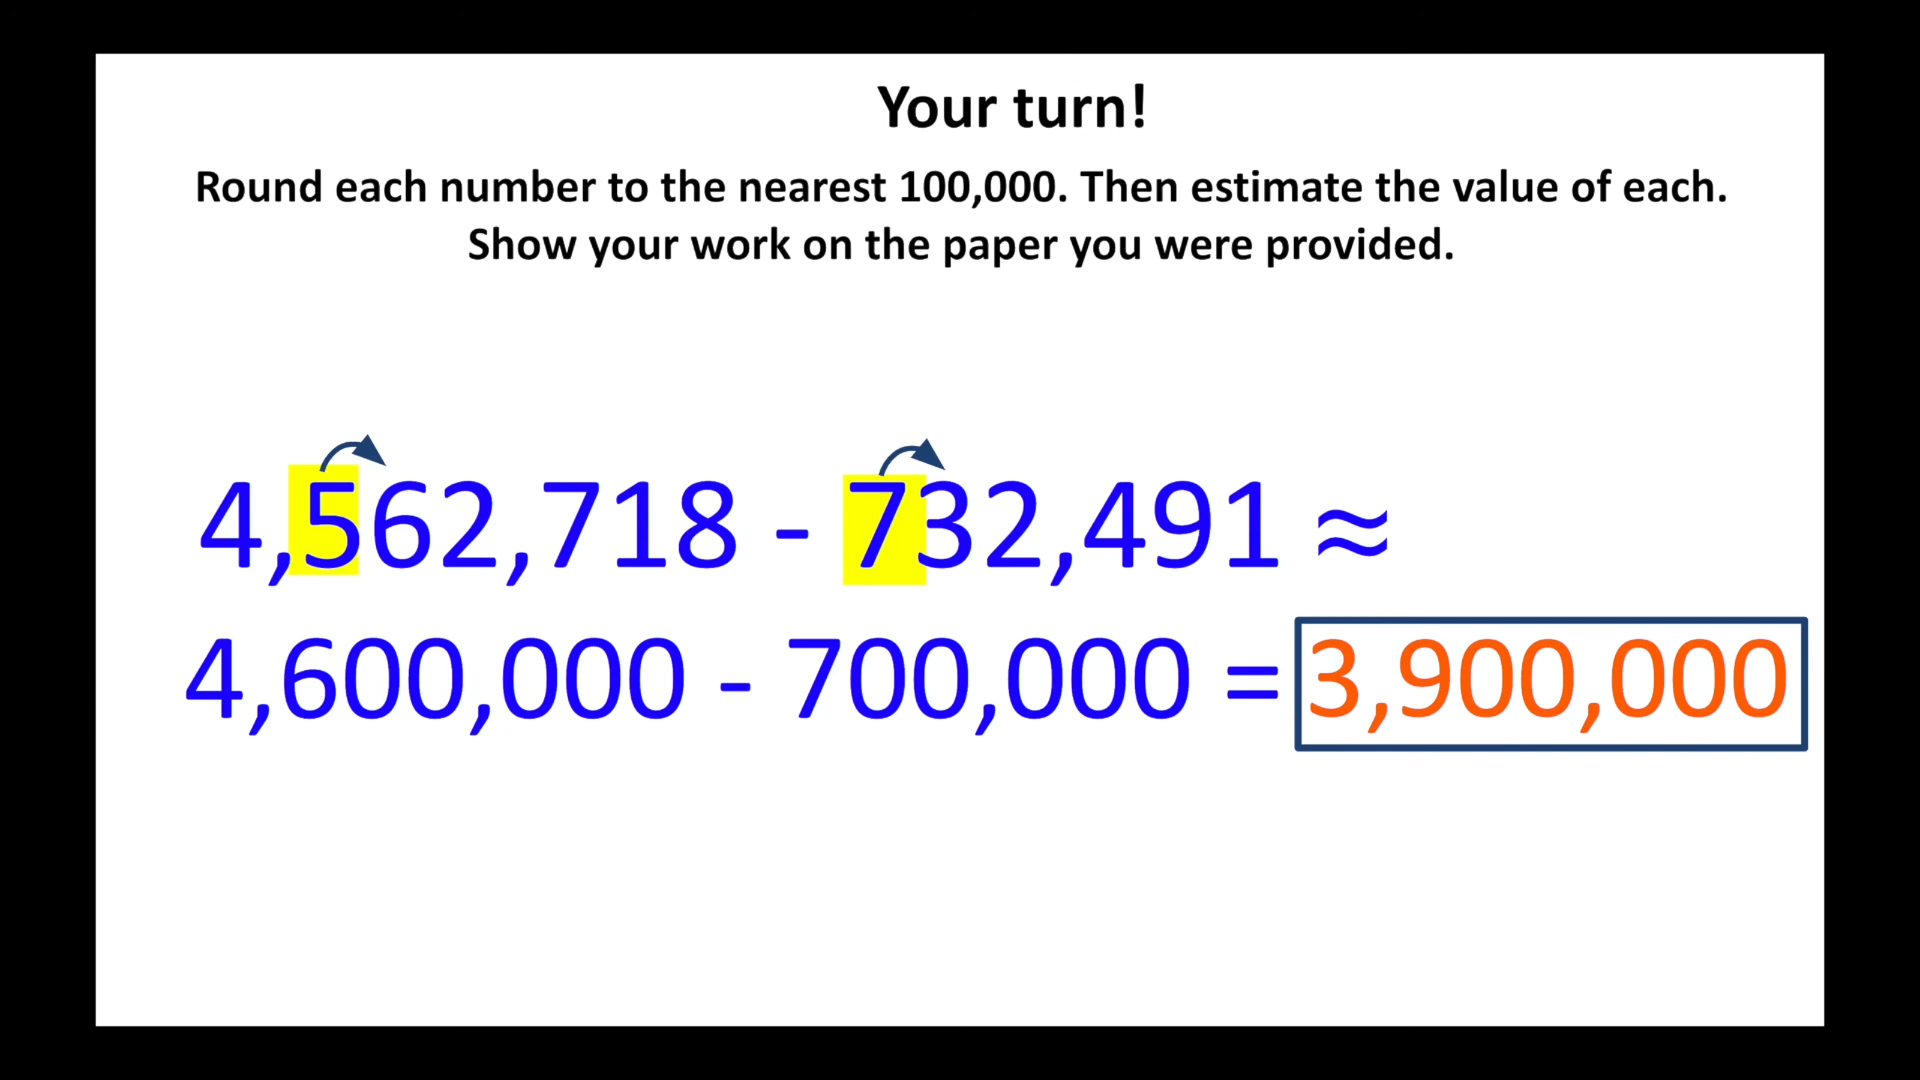 Your turn!
Round each number to the nearest 100,000. Then estimate the value of each.
Show your work on the paper you were provided.
4,562,718 - 732,491 ≈
4,600,000 - 700,000 = 3,900,000